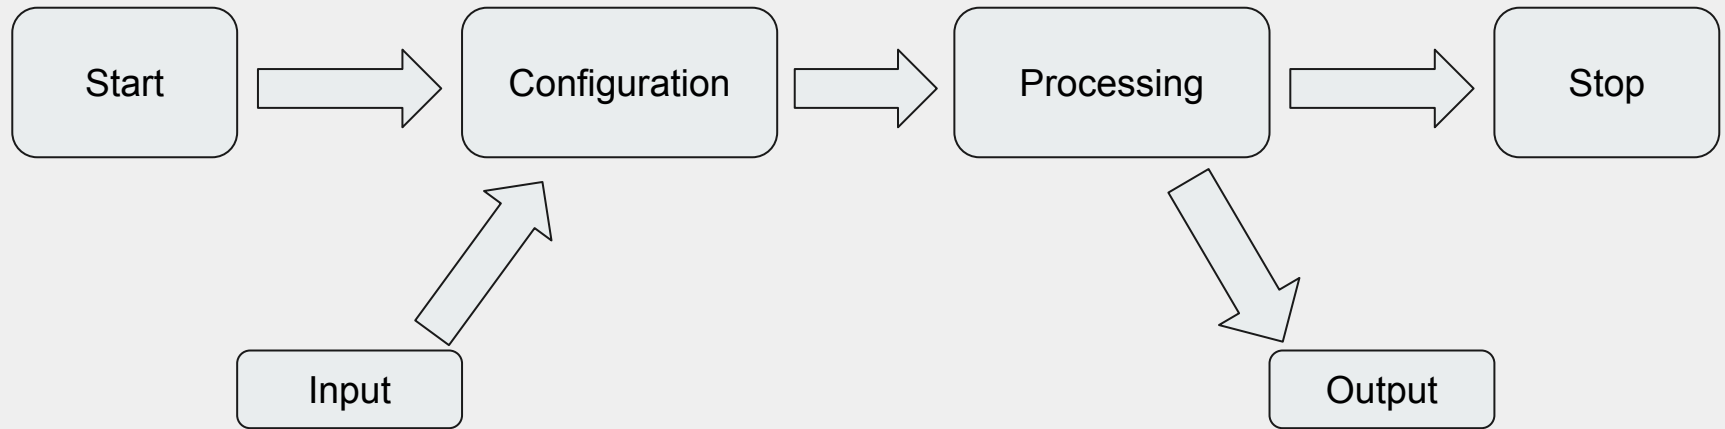 Start
Configuration
Processing
Stop
Input
Output